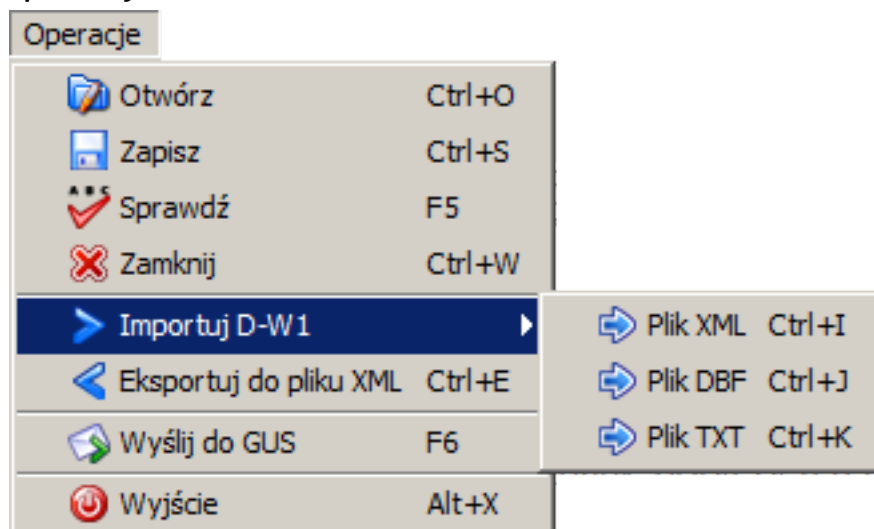 Operacje
Otwórz Ctrl+O
Zapisz Ctrl+S
ABC
Sprawdź F5
Zamknij Ctrl+W
Importuj D-W1
Plik XML Ctrl+I
Eksportuj do pliku XML Ctrl+E
Plik DBF Ctrl+J
Wyślij do GUS F6
Plik TXT Ctrl+K
Wyjście Alt+X